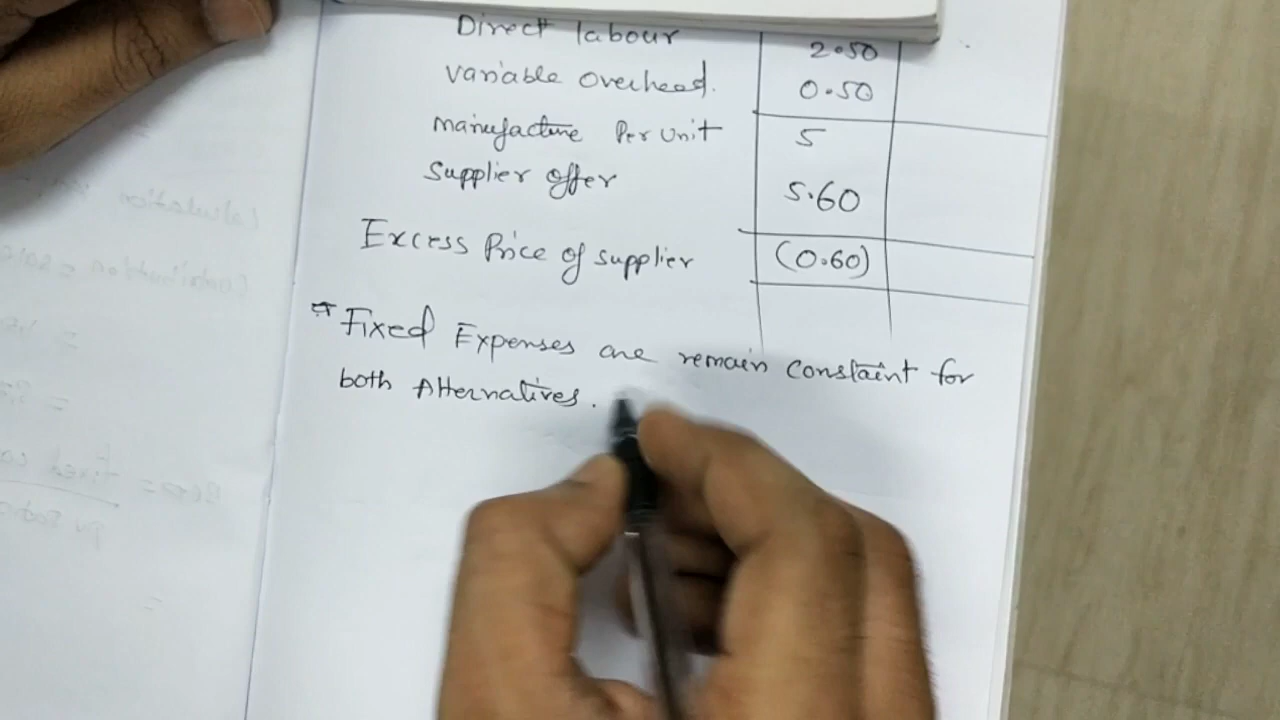 Direct labour 2.50
Variable overhead. 0.50
Manufacture Per Unit 5
Supplier offer 5.60
Excess Price of supplier (0.60)
* Fixed Expenses are remain constaint for
both Alternatives.